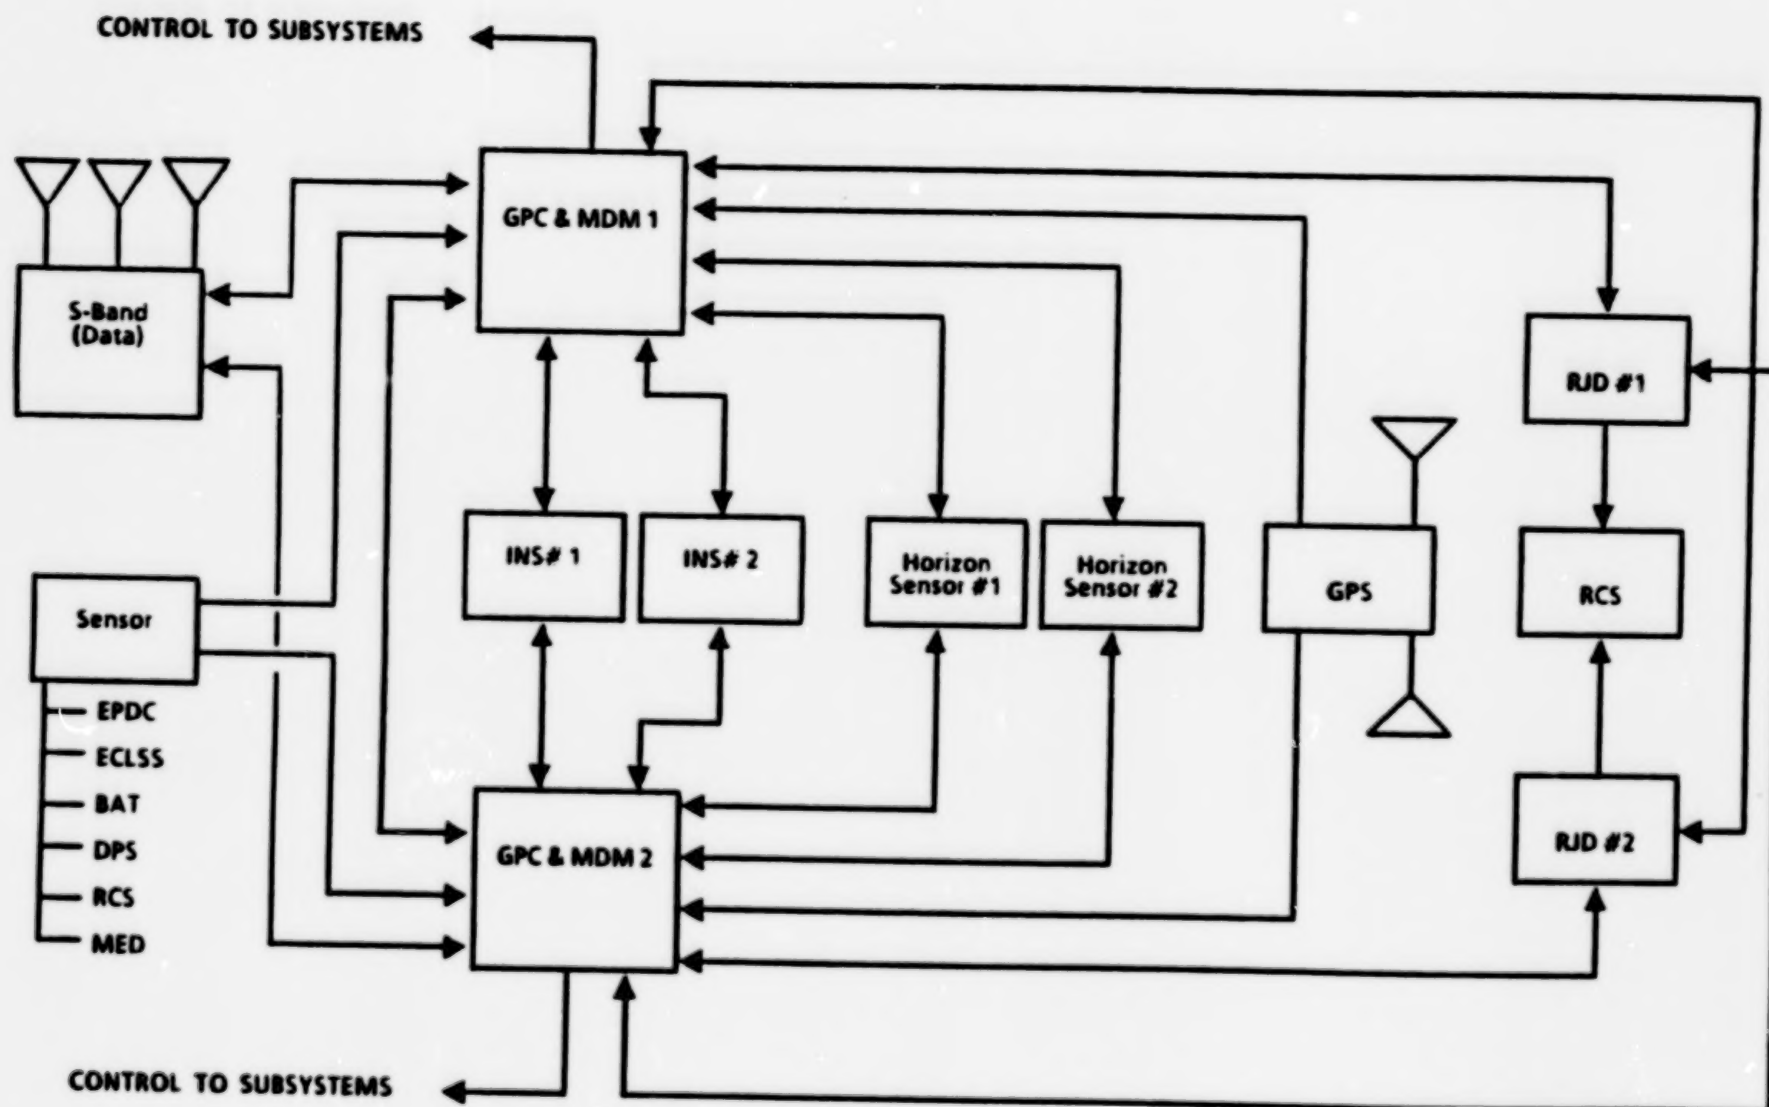 CONTROL TO SUBSYSTEMS
GPC & MDM 1
S-Band
(Data)
RJD #1
INS# 1
INS# 2
Horizon
Sensor #1
Horizon
Sensor #2
GPS
RCS
Sensor
EPDC
ECLSS
BAT
DPS
RCS
MED
GPC & MDM 2
RJD #2
CONTROL TO SUBSYSTEMS